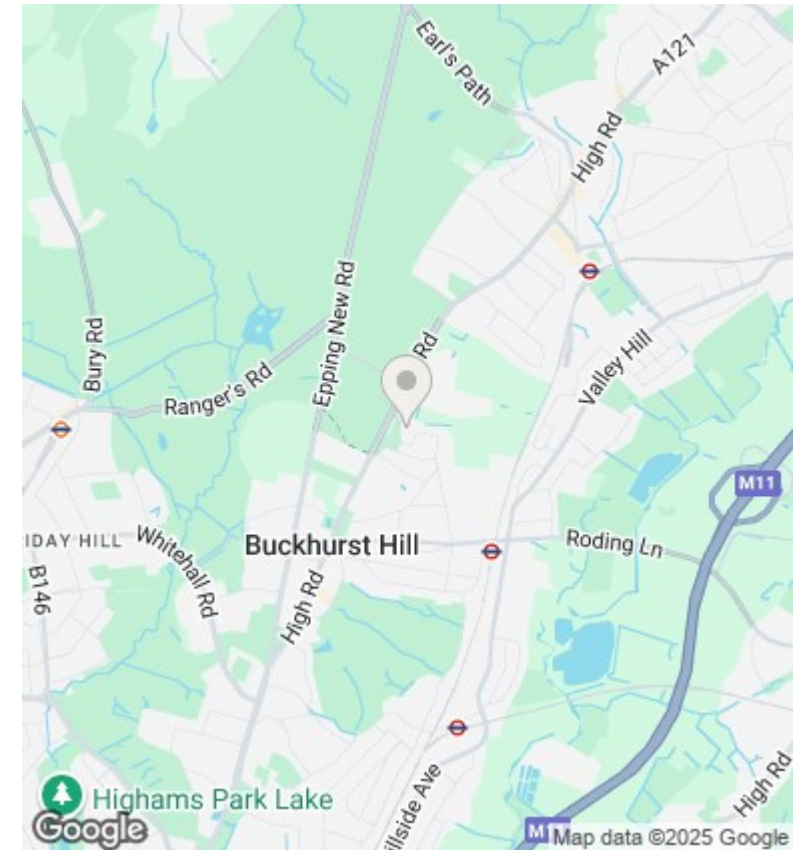 Earl's Path
A121
High Rd
Epping New Rd
Bury Rd
Rd
Ranger's Rd
Valley Hill
M11
RIDAY HILL
Whitehall Rd
Buckhurst Hill
Roding Ln
B146
High Rd
Highams Park Lake
illside Ave
High Rd
Google
M1
Map data ©2025 Google